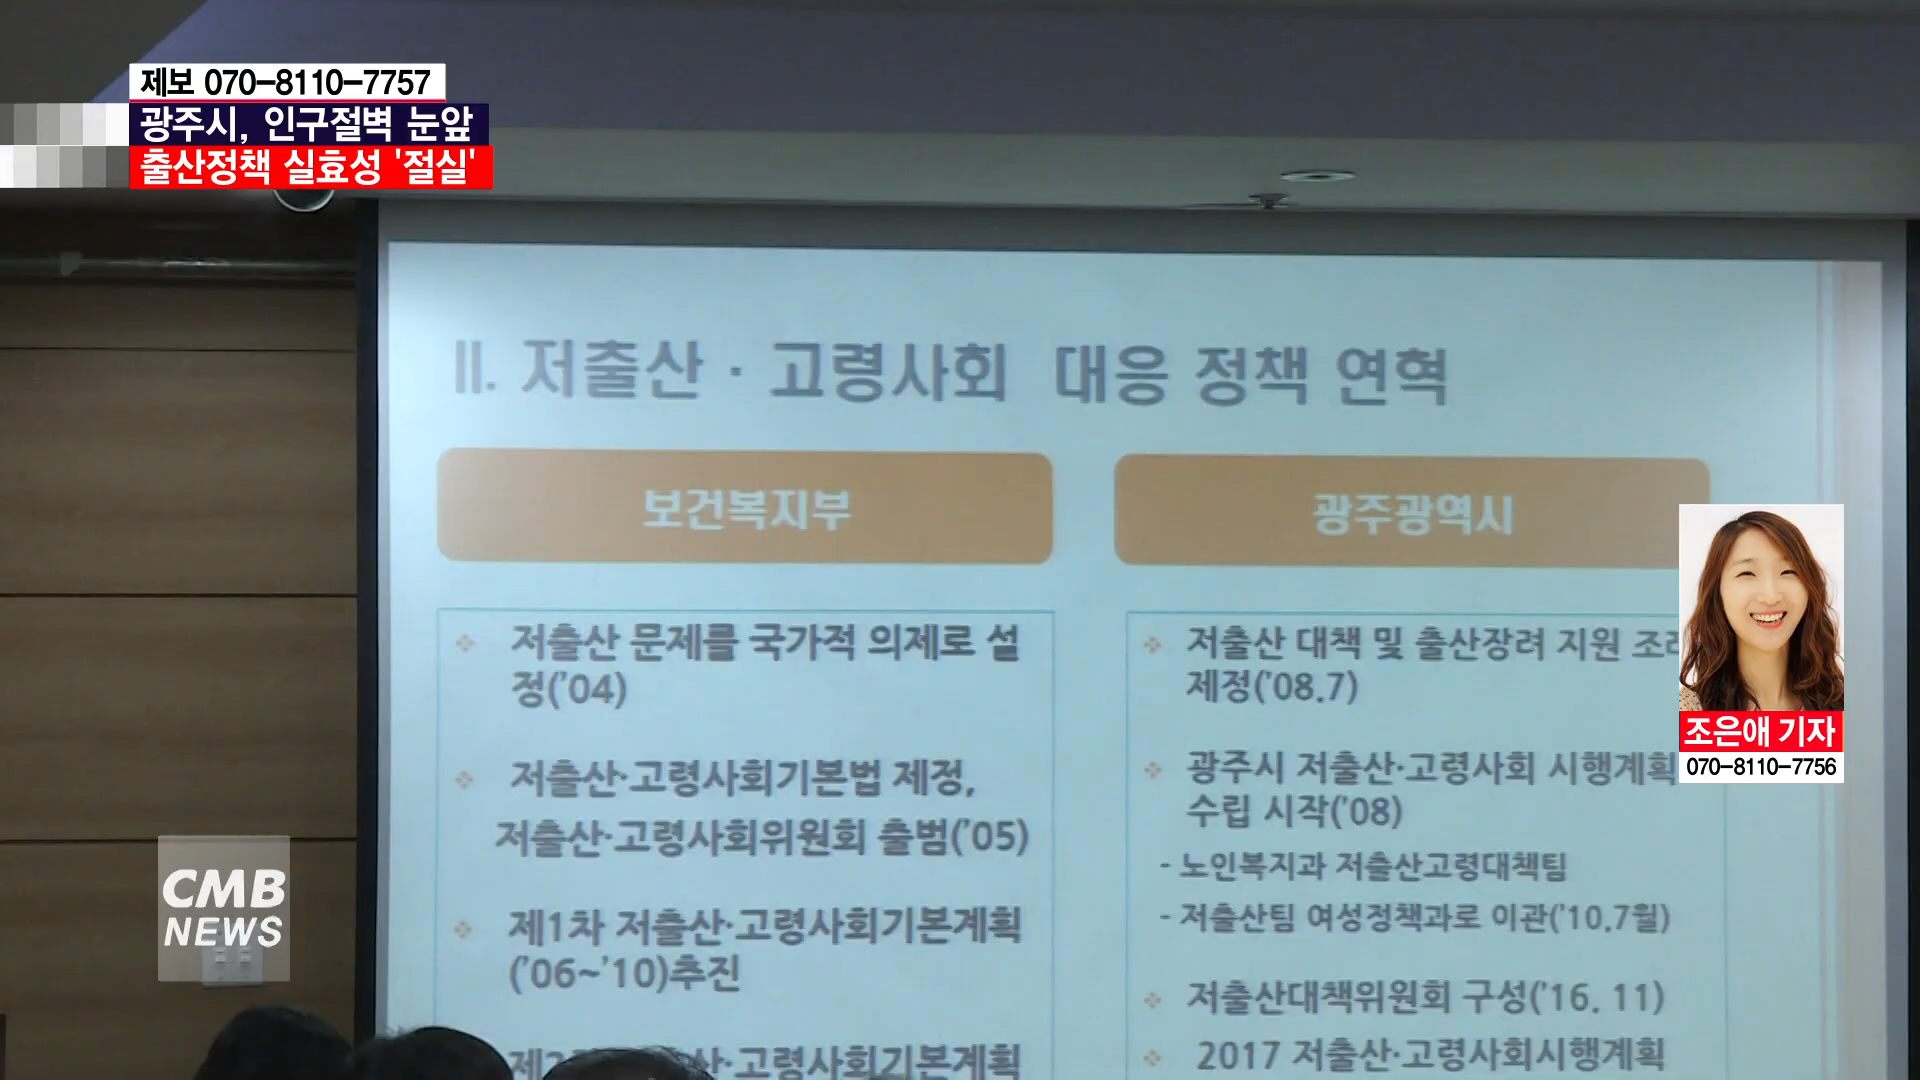 제보 070-8110-7757
광주시, 인구절벽 눈앞
출산정책 실효성 '절실'
II. 저출산 · 고령사회 대응 정책 연혁
보건복지부
저출산 문제를 국가적 의제로 설
정('04)
저출산·고령사회기본법 제정,
저출산·고령사회위원회 출범('05)
제1차 저출산·고령사회기본계획
('06~'10)추진
고령사회기본계획
광주광역시
저출산 대책 및 출산장려 지원
제정('08.7)
광주시 저출산·고령사회 시행계획
수립 시작('08)
- 노인복지과 저출산고령대책팀
- 저출산팀 여성정책과로 이관('10.7월)
저출산대책위원회 구성('16. 11)
2017 저출산·고령사회시행계획
조은애 기자
070-8110-7756
CMB
NEWS